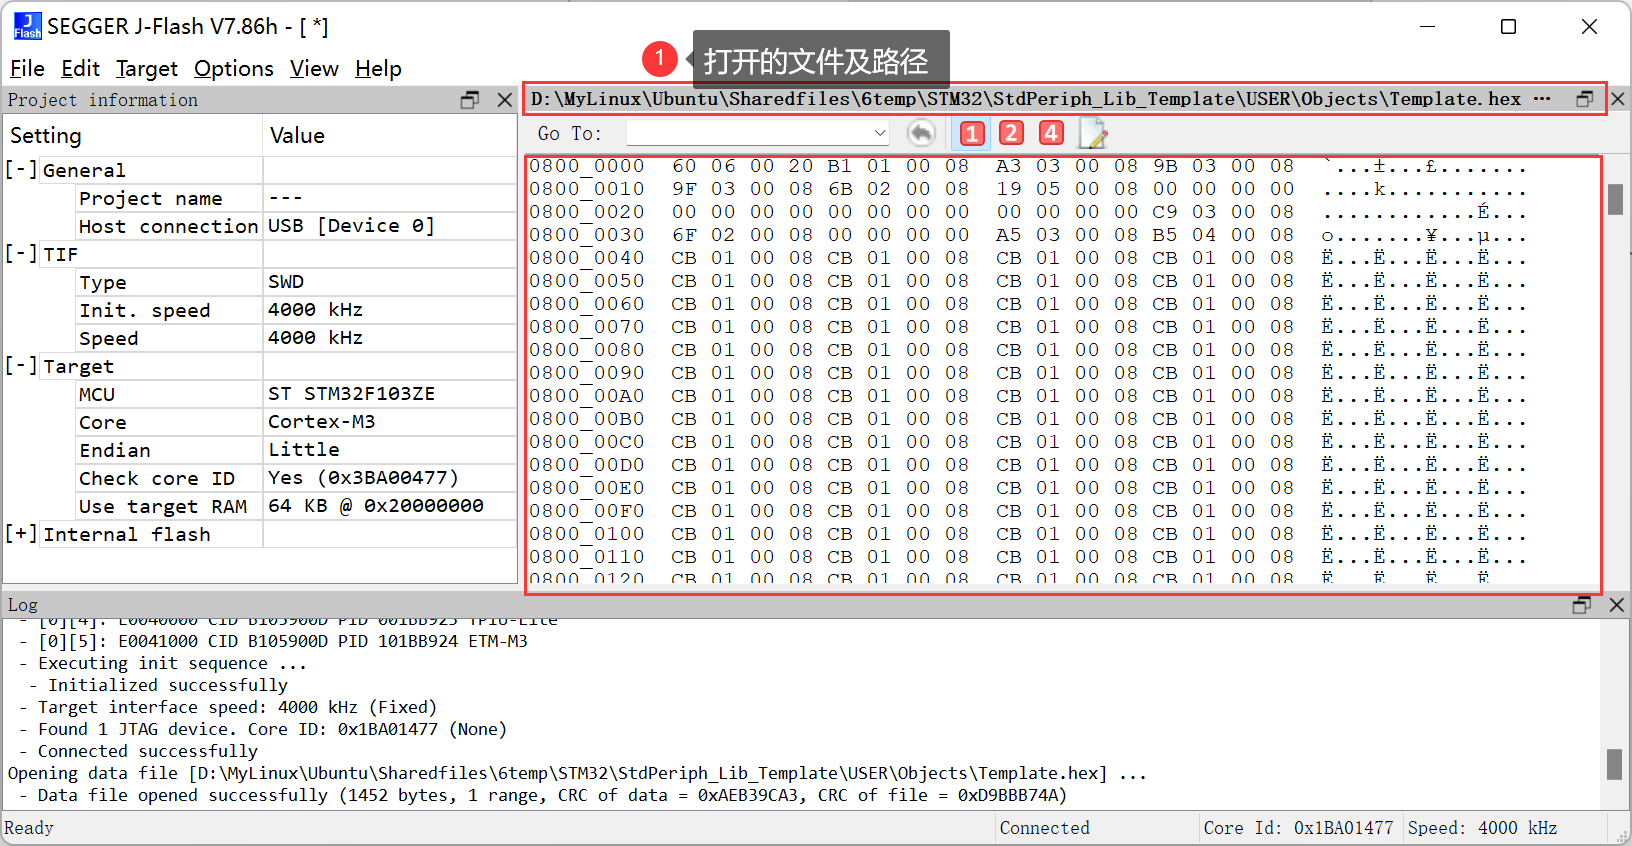 J Flash SEGGER J-Flash V7.86h - [ *]
File Edit Target Options View Help
1 打开的文件及路径
Project information
D:\MyLinux\Ubuntu\Sharedfiles\6temp\STM32\StdPeriph_Lib_Template\USER\Objects\Template.hex ···
Go To: 1 2 4
Setting Value
[-] General
Project name ---
Host connection USB [Device 0]
[-] TIF
Type SWD
Init. speed 4000 kHz
Speed 4000 kHz
[-] Target
MCU ST STM32F103ZE
Core Cortex-M3
Endian Little
Check core ID Yes (0x3BA00477)
Use target RAM 64 KB @ 0x20000000
[+] Internal flash
0800_0000 60 06 00 20 B1 01 00 08 A3 03 00 08 9B 03 00 08 `...±...£.......
0800_0010 9F 03 00 08 6B 02 00 08 19 05 00 08 00 00 00 00 ....k...........
0800_0020 00 00 00 00 00 00 00 00 00 00 00 00 C9 03 00 08 ............É...
0800_0030 6F 02 00 08 00 00 00 00 A5 03 00 08 B5 04 00 08 o.......¥...µ...
0800_0040 CB 01 00 08 CB 01 00 08 CB 01 00 08 CB 01 00 08 Ë...Ë...Ë...Ë...
0800_0050 CB 01 00 08 CB 01 00 08 CB 01 00 08 CB 01 00 08 Ë...Ë...Ë...Ë...
0800_0060 CB 01 00 08 CB 01 00 08 CB 01 00 08 CB 01 00 08 Ë...Ë...Ë...Ë...
0800_0070 CB 01 00 08 CB 01 00 08 CB 01 00 08 CB 01 00 08 Ë...Ë...Ë...Ë...
0800_0080 CB 01 00 08 CB 01 00 08 CB 01 00 08 CB 01 00 08 Ë...Ë...Ë...Ë...
0800_0090 CB 01 00 08 CB 01 00 08 CB 01 00 08 CB 01 00 08 Ë...Ë...Ë...Ë...
0800_00A0 CB 01 00 08 CB 01 00 08 CB 01 00 08 CB 01 00 08 Ë...Ë...Ë...Ë...
0800_00B0 CB 01 00 08 CB 01 00 08 CB 01 00 08 CB 01 00 08 Ë...Ë...Ë...Ë...
0800_00C0 CB 01 00 08 CB 01 00 08 CB 01 00 08 CB 01 00 08 Ë...Ë...Ë...Ë...
0800_00D0 CB 01 00 08 CB 01 00 08 CB 01 00 08 CB 01 00 08 Ë...Ë...Ë...Ë...
0800_00E0 CB 01 00 08 CB 01 00 08 CB 01 00 08 CB 01 00 08 Ë...Ë...Ë...Ë...
0800_00F0 CB 01 00 08 CB 01 00 08 CB 01 00 08 CB 01 00 08 Ë...Ë...Ë...Ë...
0800_0100 CB 01 00 08 CB 01 00 08 CB 01 00 08 CB 01 00 08 Ë...Ë...Ë...Ë...
0800_0110 CB 01 00 08 CB 01 00 08 CB 01 00 08 CB 01 00 08 Ë...Ë...Ë...Ë...
0800_0120 CB 01 00 08 CB 01 00 08 CB 01 00 08 CB 01 00 08 Ë Ë Ë Ë
Log
- [0][4]: E0040000 CID B105900D PID 001BB923 TPIU-Lite
- [0][5]: E0041000 CID B105900D PID 101BB924 ETM-M3
- Executing init sequence ...
- Initialized successfully
- Target interface speed: 4000 kHz (Fixed)
- Found 1 JTAG device. Core ID: 0x1BA01477 (None)
- Connected successfully
Opening data file [D:\MyLinux\Ubuntu\Sharedfiles\6temp\STM32\StdPeriph_Lib_Template\USER\Objects\Template.hex] ...
- Data file opened successfully (1452 bytes, 1 range, CRC of data = 0xAEB39CA3, CRC of file = 0xD9BBB74A)
Ready Connected Core Id: 0x1BA01477 Speed: 4000 kHz